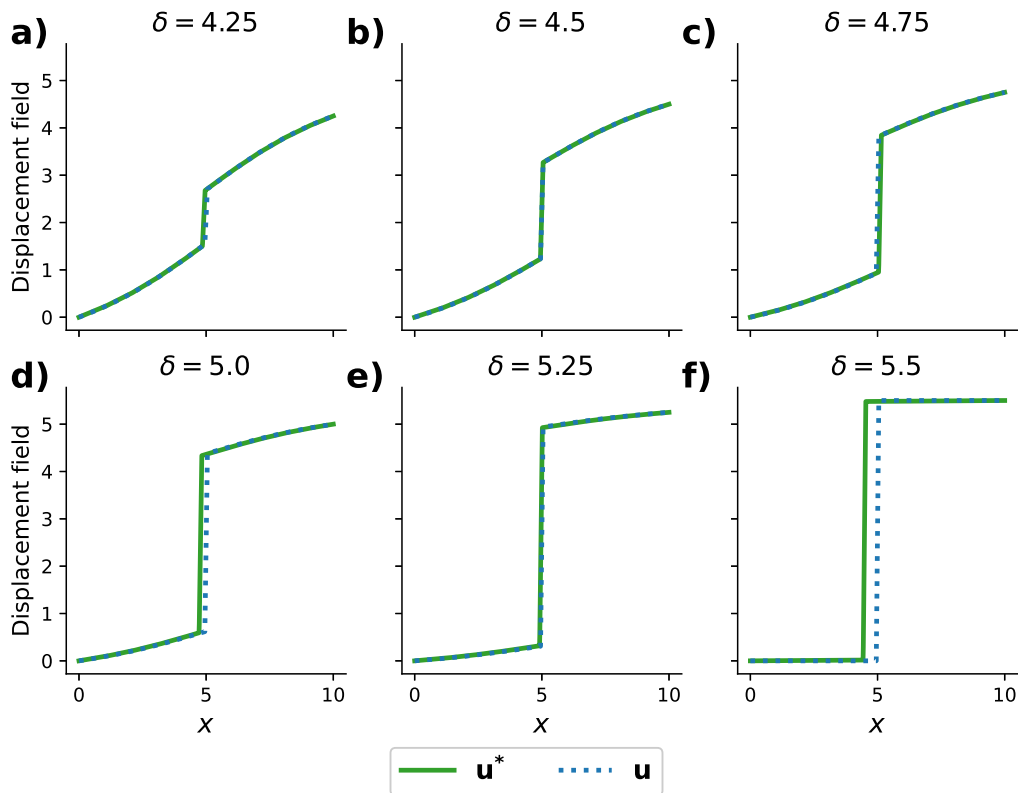 a) δ = 4.25 b) δ = 4.5 c) δ = 4.75
Displacement field
5
4
3
2
1
0
d) δ = 5.0 e) δ = 5.25 f) δ = 5.5
Displacement field
5
4
3
2
1
0
0 5 10 0 5 10 0 5 10
x x x
u* u